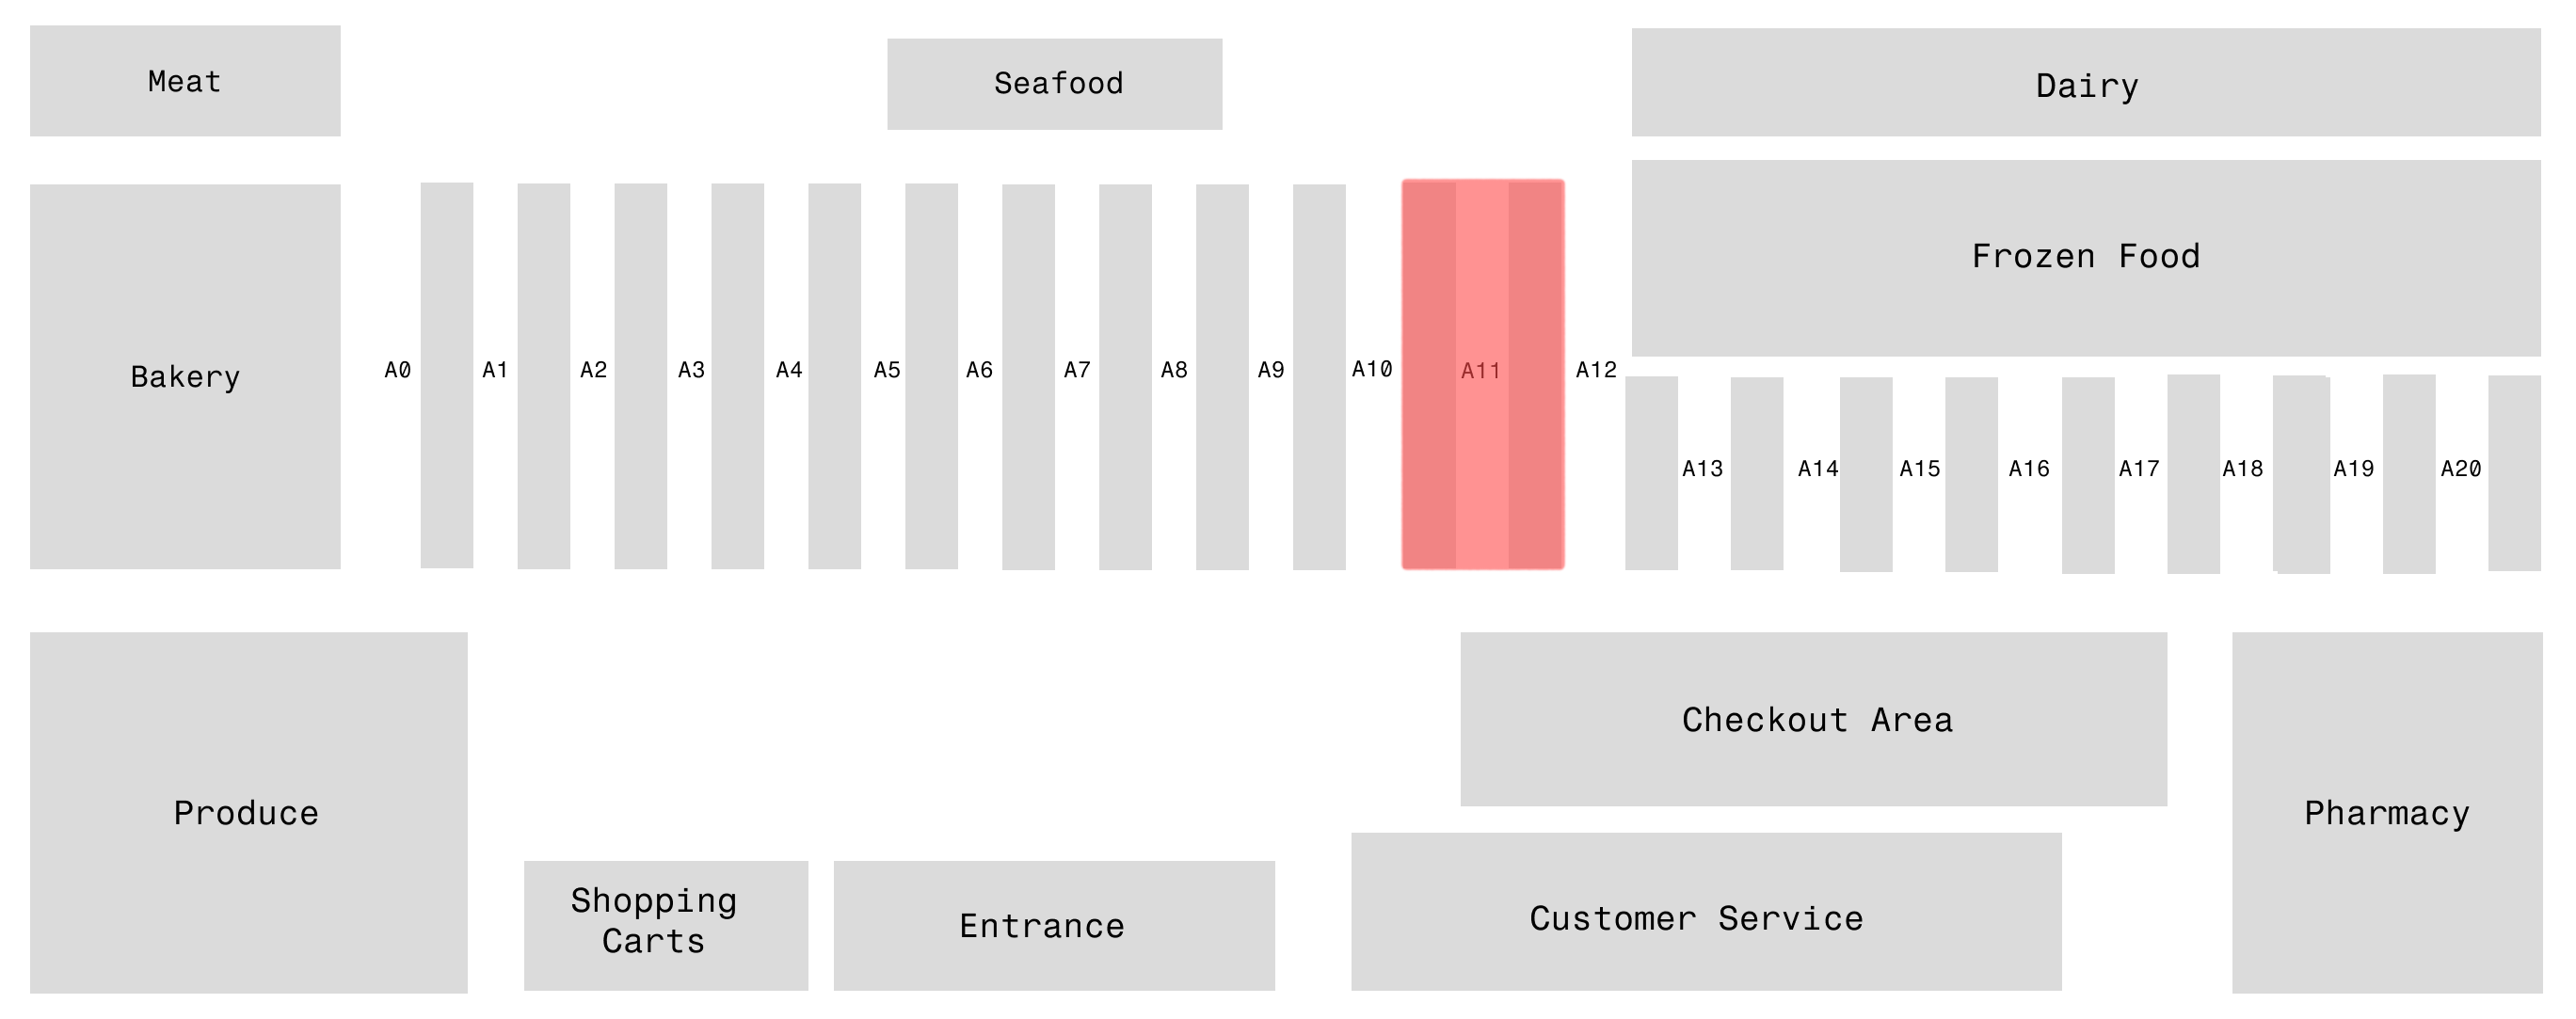 Meat
Seafood
Dairy
Frozen Food
Bakery
A0
A1
A2
A3
A4
A5
A6
A7
A8
A9
A10
A11
A12
A13
A14
A15
A16
A17
A18
A19
A20
Checkout Area
Produce
Pharmacy
Shopping
Carts
Entrance
Customer Service